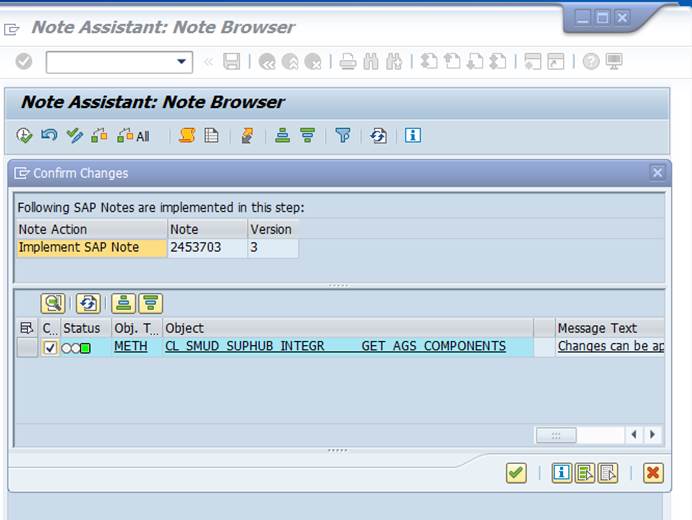 Note Assistant: Note Browser
Note Assistant: Note Browser
All
Confirm Changes
Following SAP Notes are implemented in this step:
Note Action Note Version
Implement SAP Note 2453703 3
C... Status Obj. T... Object Message Text
METH CL_SMUD_SUPHUB_INTEGR GET_AGS_COMPONENTS Changes can be ap